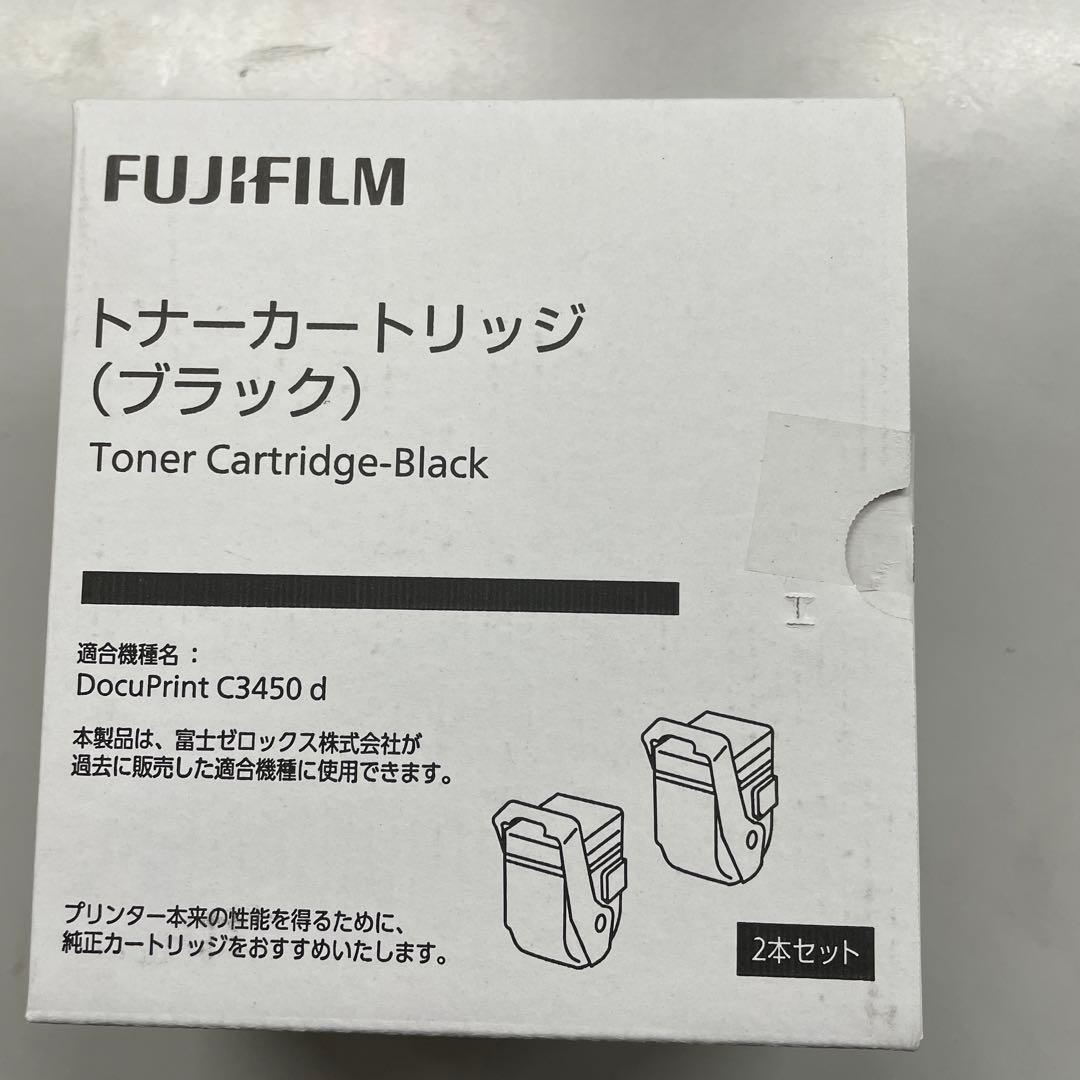 FUJIFILM
トナーカートリッジ
(ブラック)
Toner Cartridge-Black
適合機種名：
DocuPrint C3450 d
本製品は、富士ゼロックス株式会社が
過去に販売した適合機種に使用できます。
プリンター本来の性能を得るために、
純正カートリッジをおすすめいたします。
2本セット